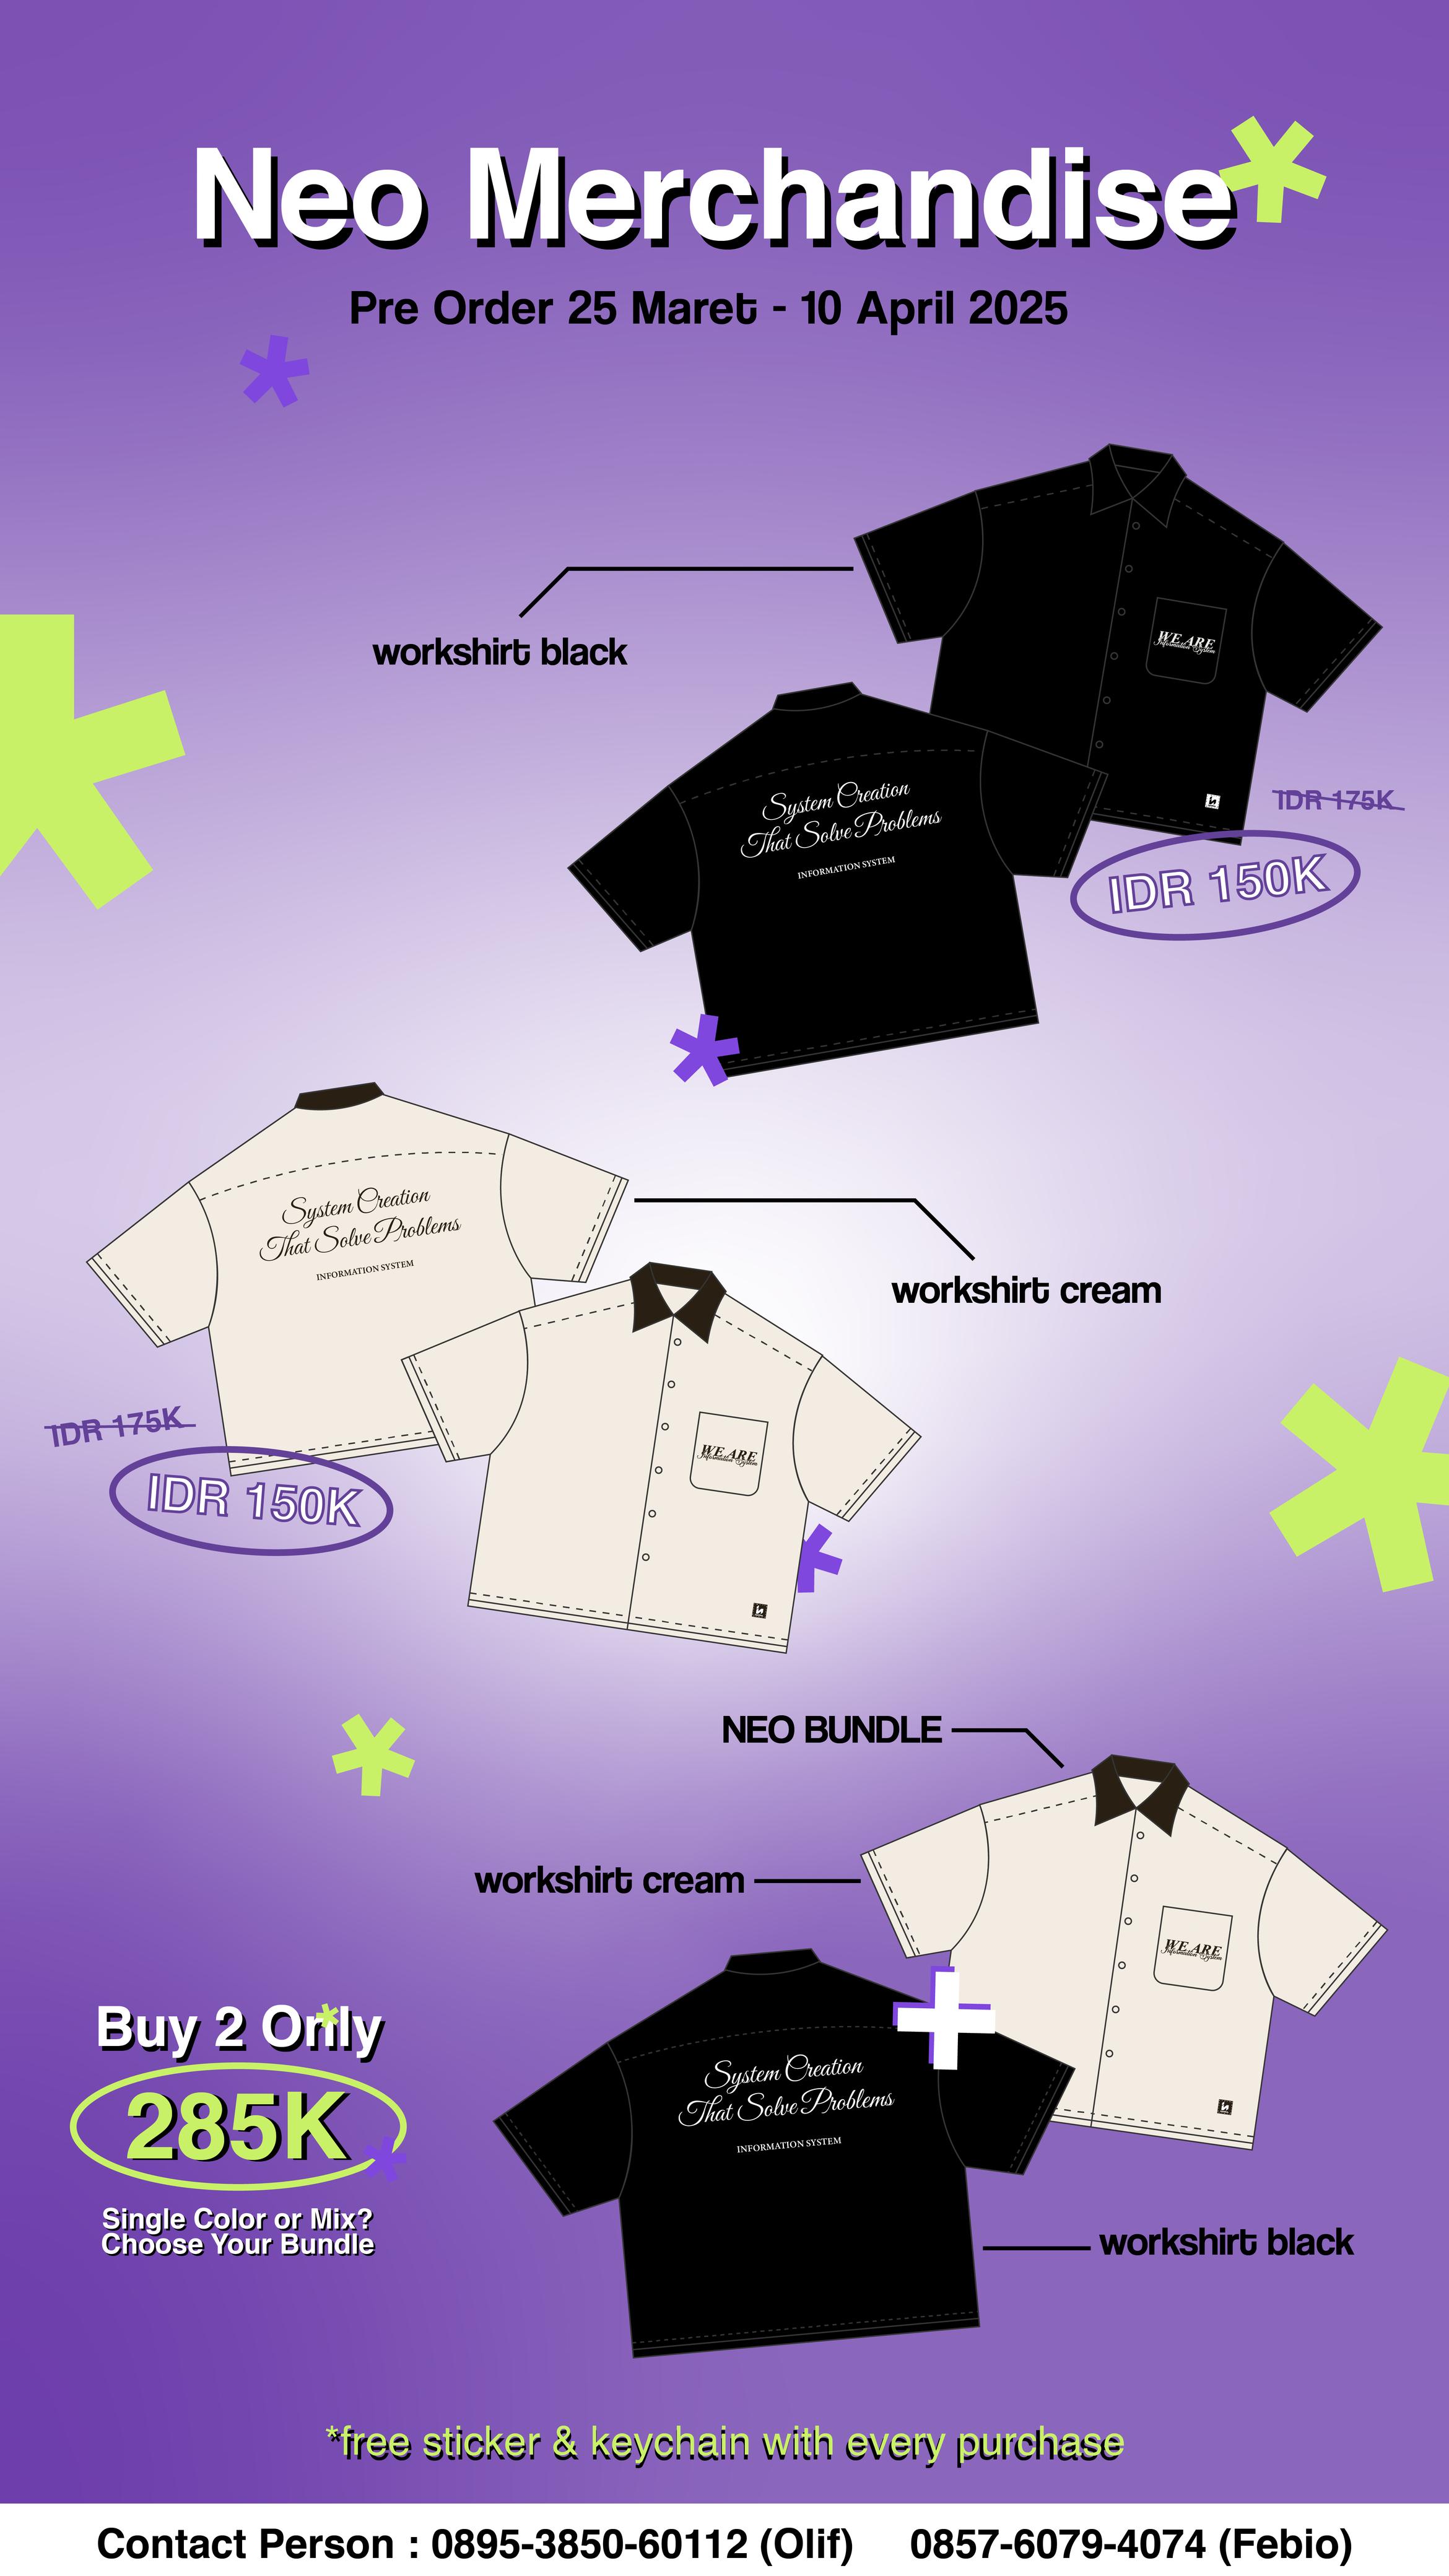 Neo Merchandise
Pre Order 25 Maret - 10 April 2025
workshirt black
WE ARE
Information System
System Creation
That Solve Problems
INFORMATION SYSTEM
IDR 175K
IDR 150K
System Creation
That Solve Problems
INFORMATION SYSTEM
workshirt cream
WE ARE
Information System
IDR 175K
IDR 150K
NEO BUNDLE
workshirt cream
WE ARE
Information System
System Creation
That Solve Problems
INFORMATION SYSTEM
Buy 2 Only
285K
Single Color or Mix?
Choose Your Bundle
workshirt black
*free sticker & keychain with every purchase
Contact Person : 0895-3850-60112 (Olif) 0857-6079-4074 (Febio)